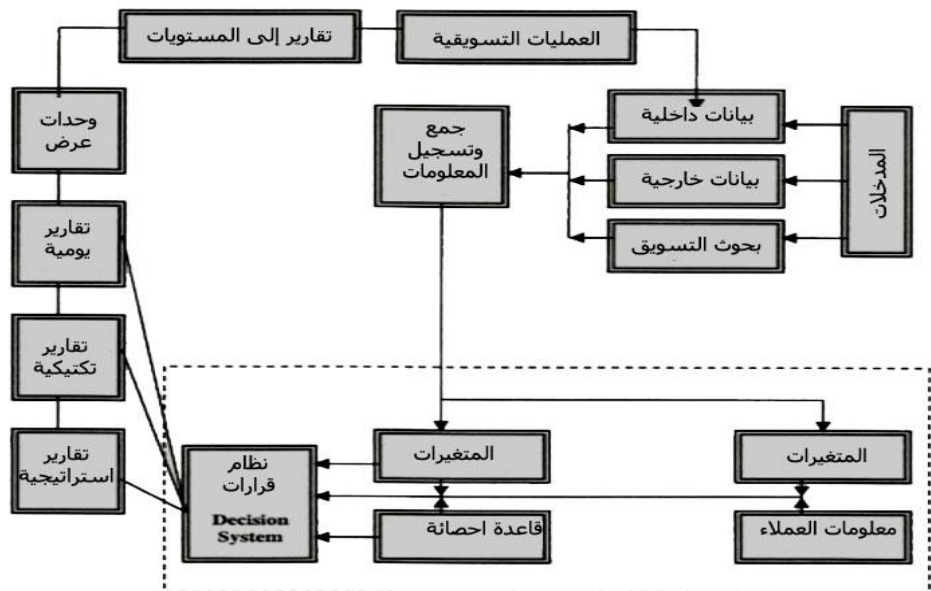 العمليات التسويقية
تقارير إلى المستويات
المدخلات
بيانات داخلية
بيانات خارجية
بحوث التسويق
جمع
وتسجيل
المعلومات
وحدات
عرض
تقارير
يومية
تقارير
تكتيكية
تقارير
استراتيجية
المتغيرات
المتغيرات
معلومات العملاء
قاعدة احصائة
نظام
قرارات
Decision
System